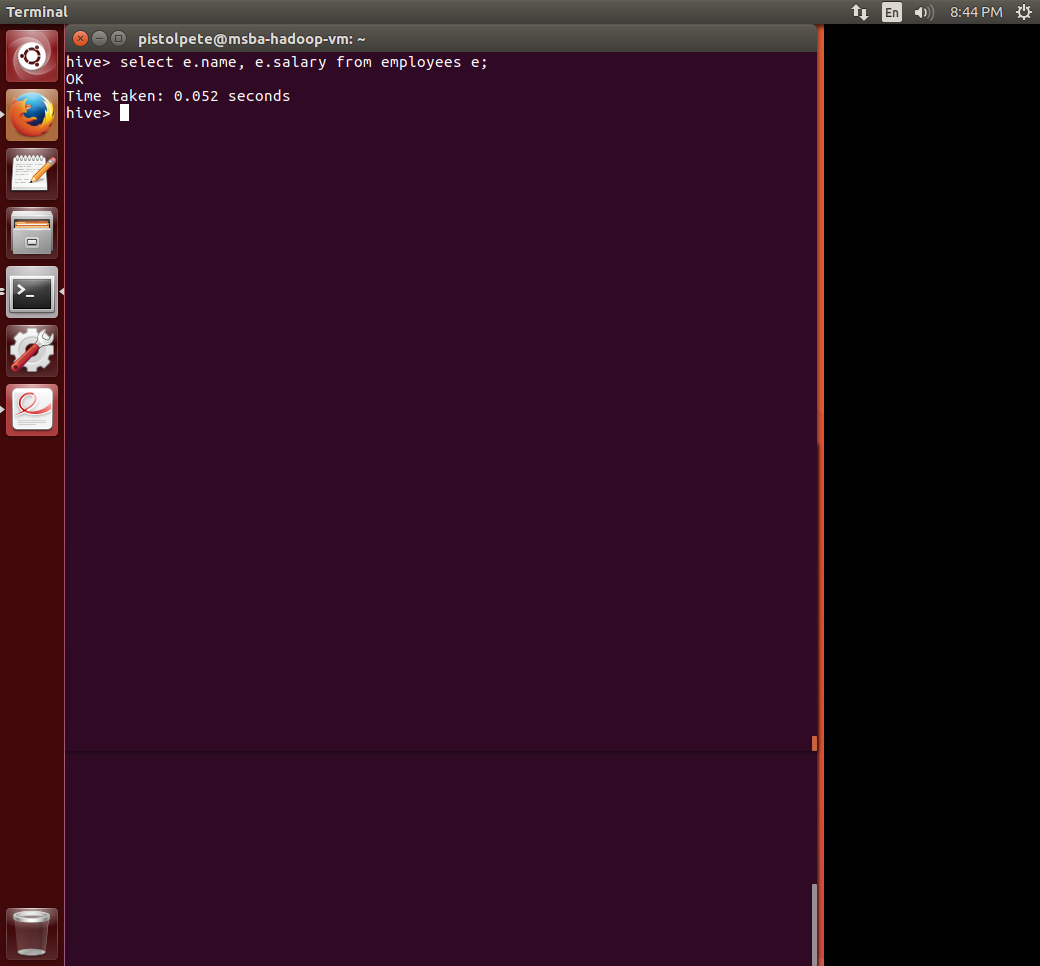 Terminal
En
8:44 PM
pistolpete@msba-hadoop-vm: ~
hive> select e.name, e.salary from employees e;
OK
Time taken: 0.052 seconds
hive>